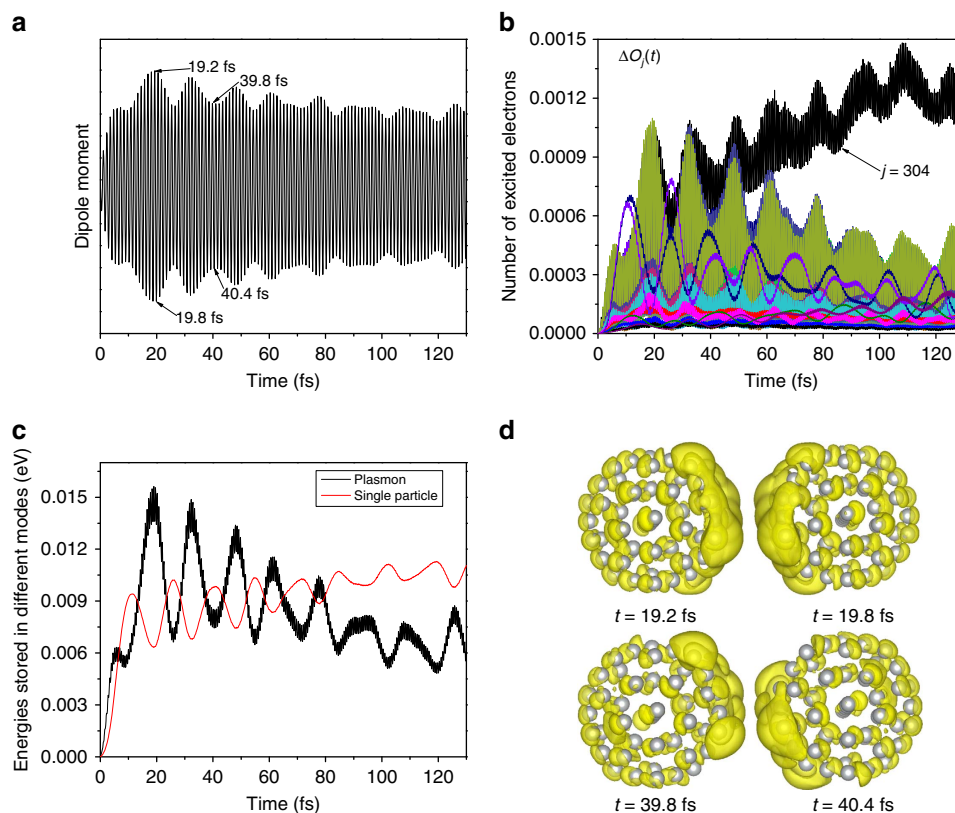 a
19.2 fs
39.8 fs
40.4 fs
19.8 fs
Dipole moment
0 20 40 60 80 100 120
Time (fs)
b
ΔOj(t)
j = 304
0.0015
0.0012
0.0009
0.0006
0.0003
0.0000
Number of excited electrons
0 20 40 60 80 100 120
Time (fs)
c
Plasmon
Single particle
0.015
0.012
0.009
0.006
0.003
0.000
Energies stored in different modes (eV)
0 20 40 60 80 100 120
Time (fs)
d
t = 19.2 fs
t = 19.8 fs
t = 39.8 fs
t = 40.4 fs